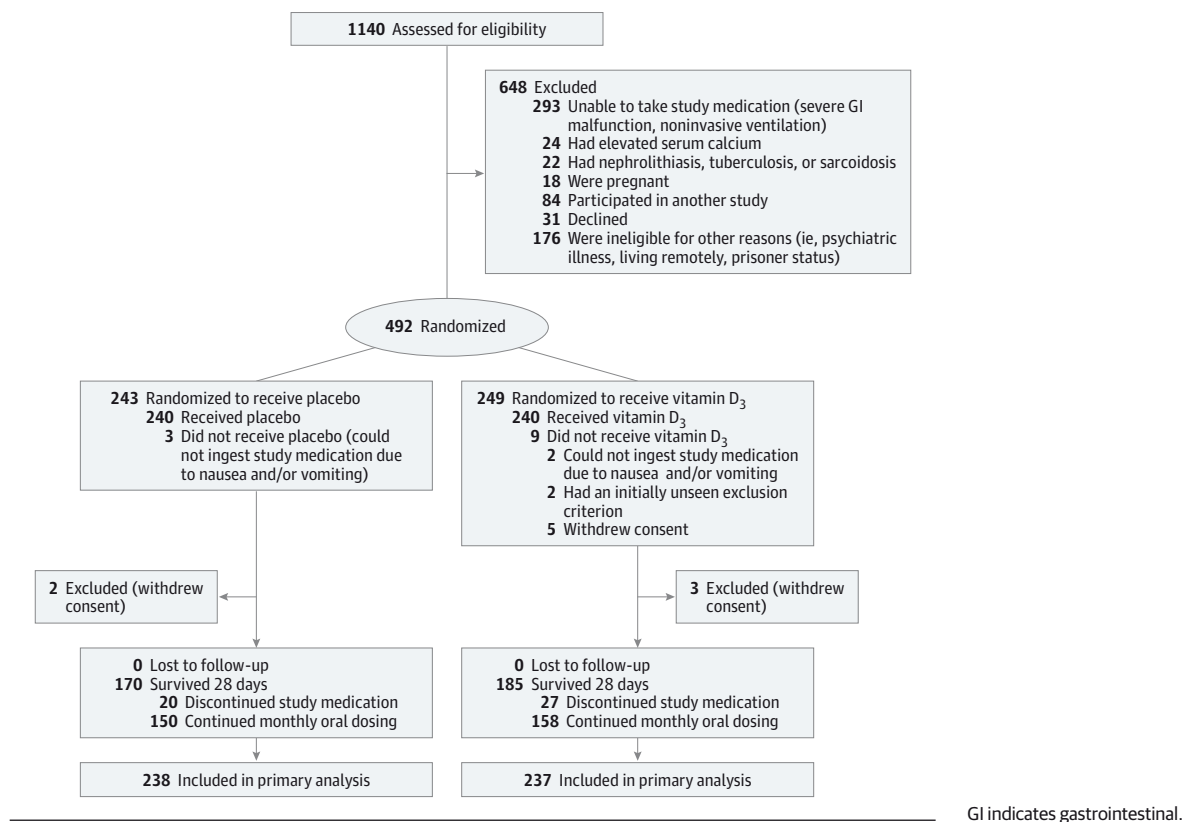 1140 Assessed for eligibility
648 Excluded
293 Unable to take study medication (severe GI
malfunction, noninvasive ventilation)
24 Had elevated serum calcium
22 Had nephrolithiasis, tuberculosis, or sarcoidosis
18 Were pregnant
84 Participated in another study
31 Declined
176 Were ineligible for other reasons (ie, psychiatric
illness, living remotely, prisoner status)
492 Randomized
243 Randomized to receive placebo
240 Received placebo
3 Did not receive placebo (could
not ingest study medication due
to nausea and/or vomiting)
249 Randomized to receive vitamin D3
240 Received vitamin D3
9 Did not receive vitamin D3
2 Could not ingest study medication
due to nausea and/or vomiting
2 Had an initially unseen exclusion
criterion
5 Withdrew consent
2 Excluded (withdrew
consent)
3 Excluded (withdrew
consent)
0 Lost to follow-up
170 Survived 28 days
20 Discontinued study medication
150 Continued monthly oral dosing
0 Lost to follow-up
185 Survived 28 days
27 Discontinued study medication
158 Continued monthly oral dosing
238 Included in primary analysis
237 Included in primary analysis
GI indicates gastrointestinal.